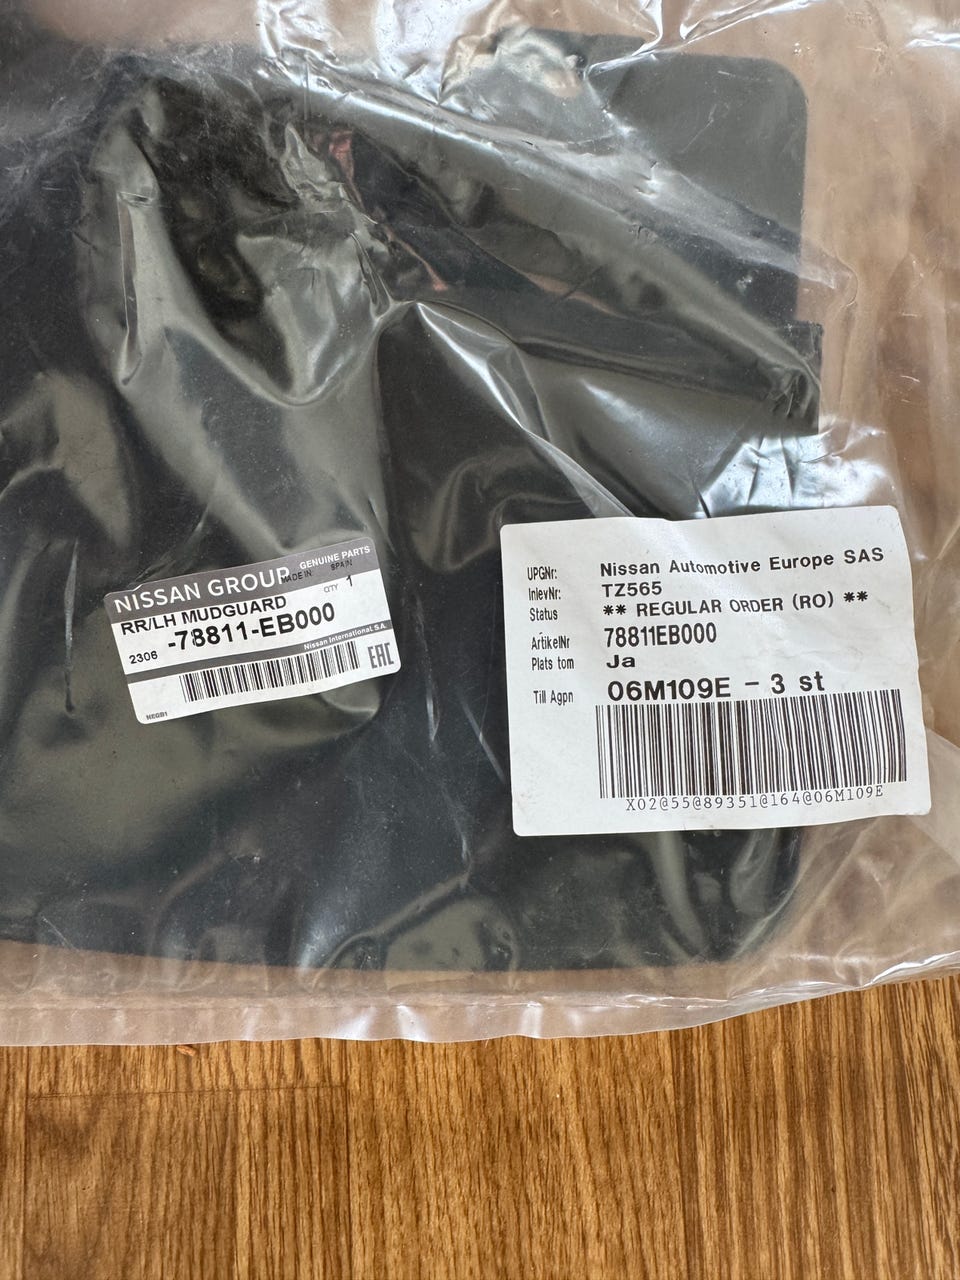 GENUINE PARTS
NISSAN GROUP MADE IN: SPAIN
RR/LH MUDGUARD QTY 1
2306 -78811-EB000
Nissan International. S.A.
EAC
NEGB1
UPGNr: Nissan Automotive Europe SAS
InlevNr: TZ565
Status ** REGULAR ORDER (RO) **
ArtikelNr 78811EB000
Plats tom Ja
Till Agpn 06M109E - 3 st
X02@55@89351@164@06M109E